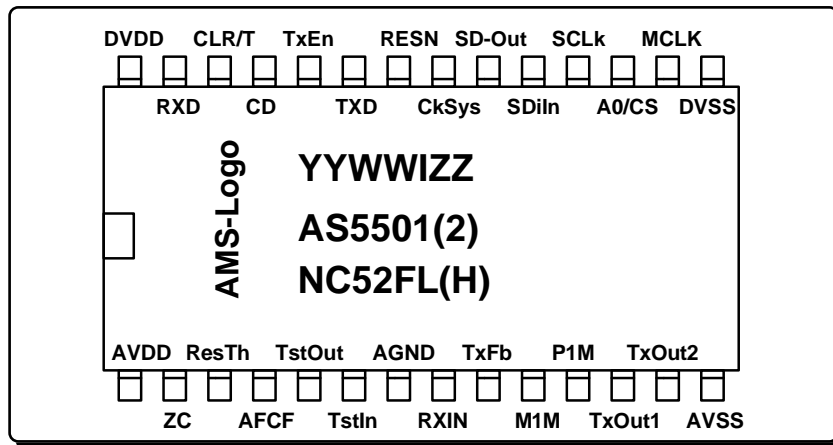 DVDD CLR/T TxEn RESN SD-Out SCLk MCLK
RXD CD TXD CkSys SDiIn A0/CS DVSS
AMS-Logo
YYWWIZZ
AS5501(2)
NC52FL(H)
AVDD ResTh TstOut AGND TxFb P1M TxOut2
ZC AFCF TstIn RXIN M1M TxOut1 AVSS